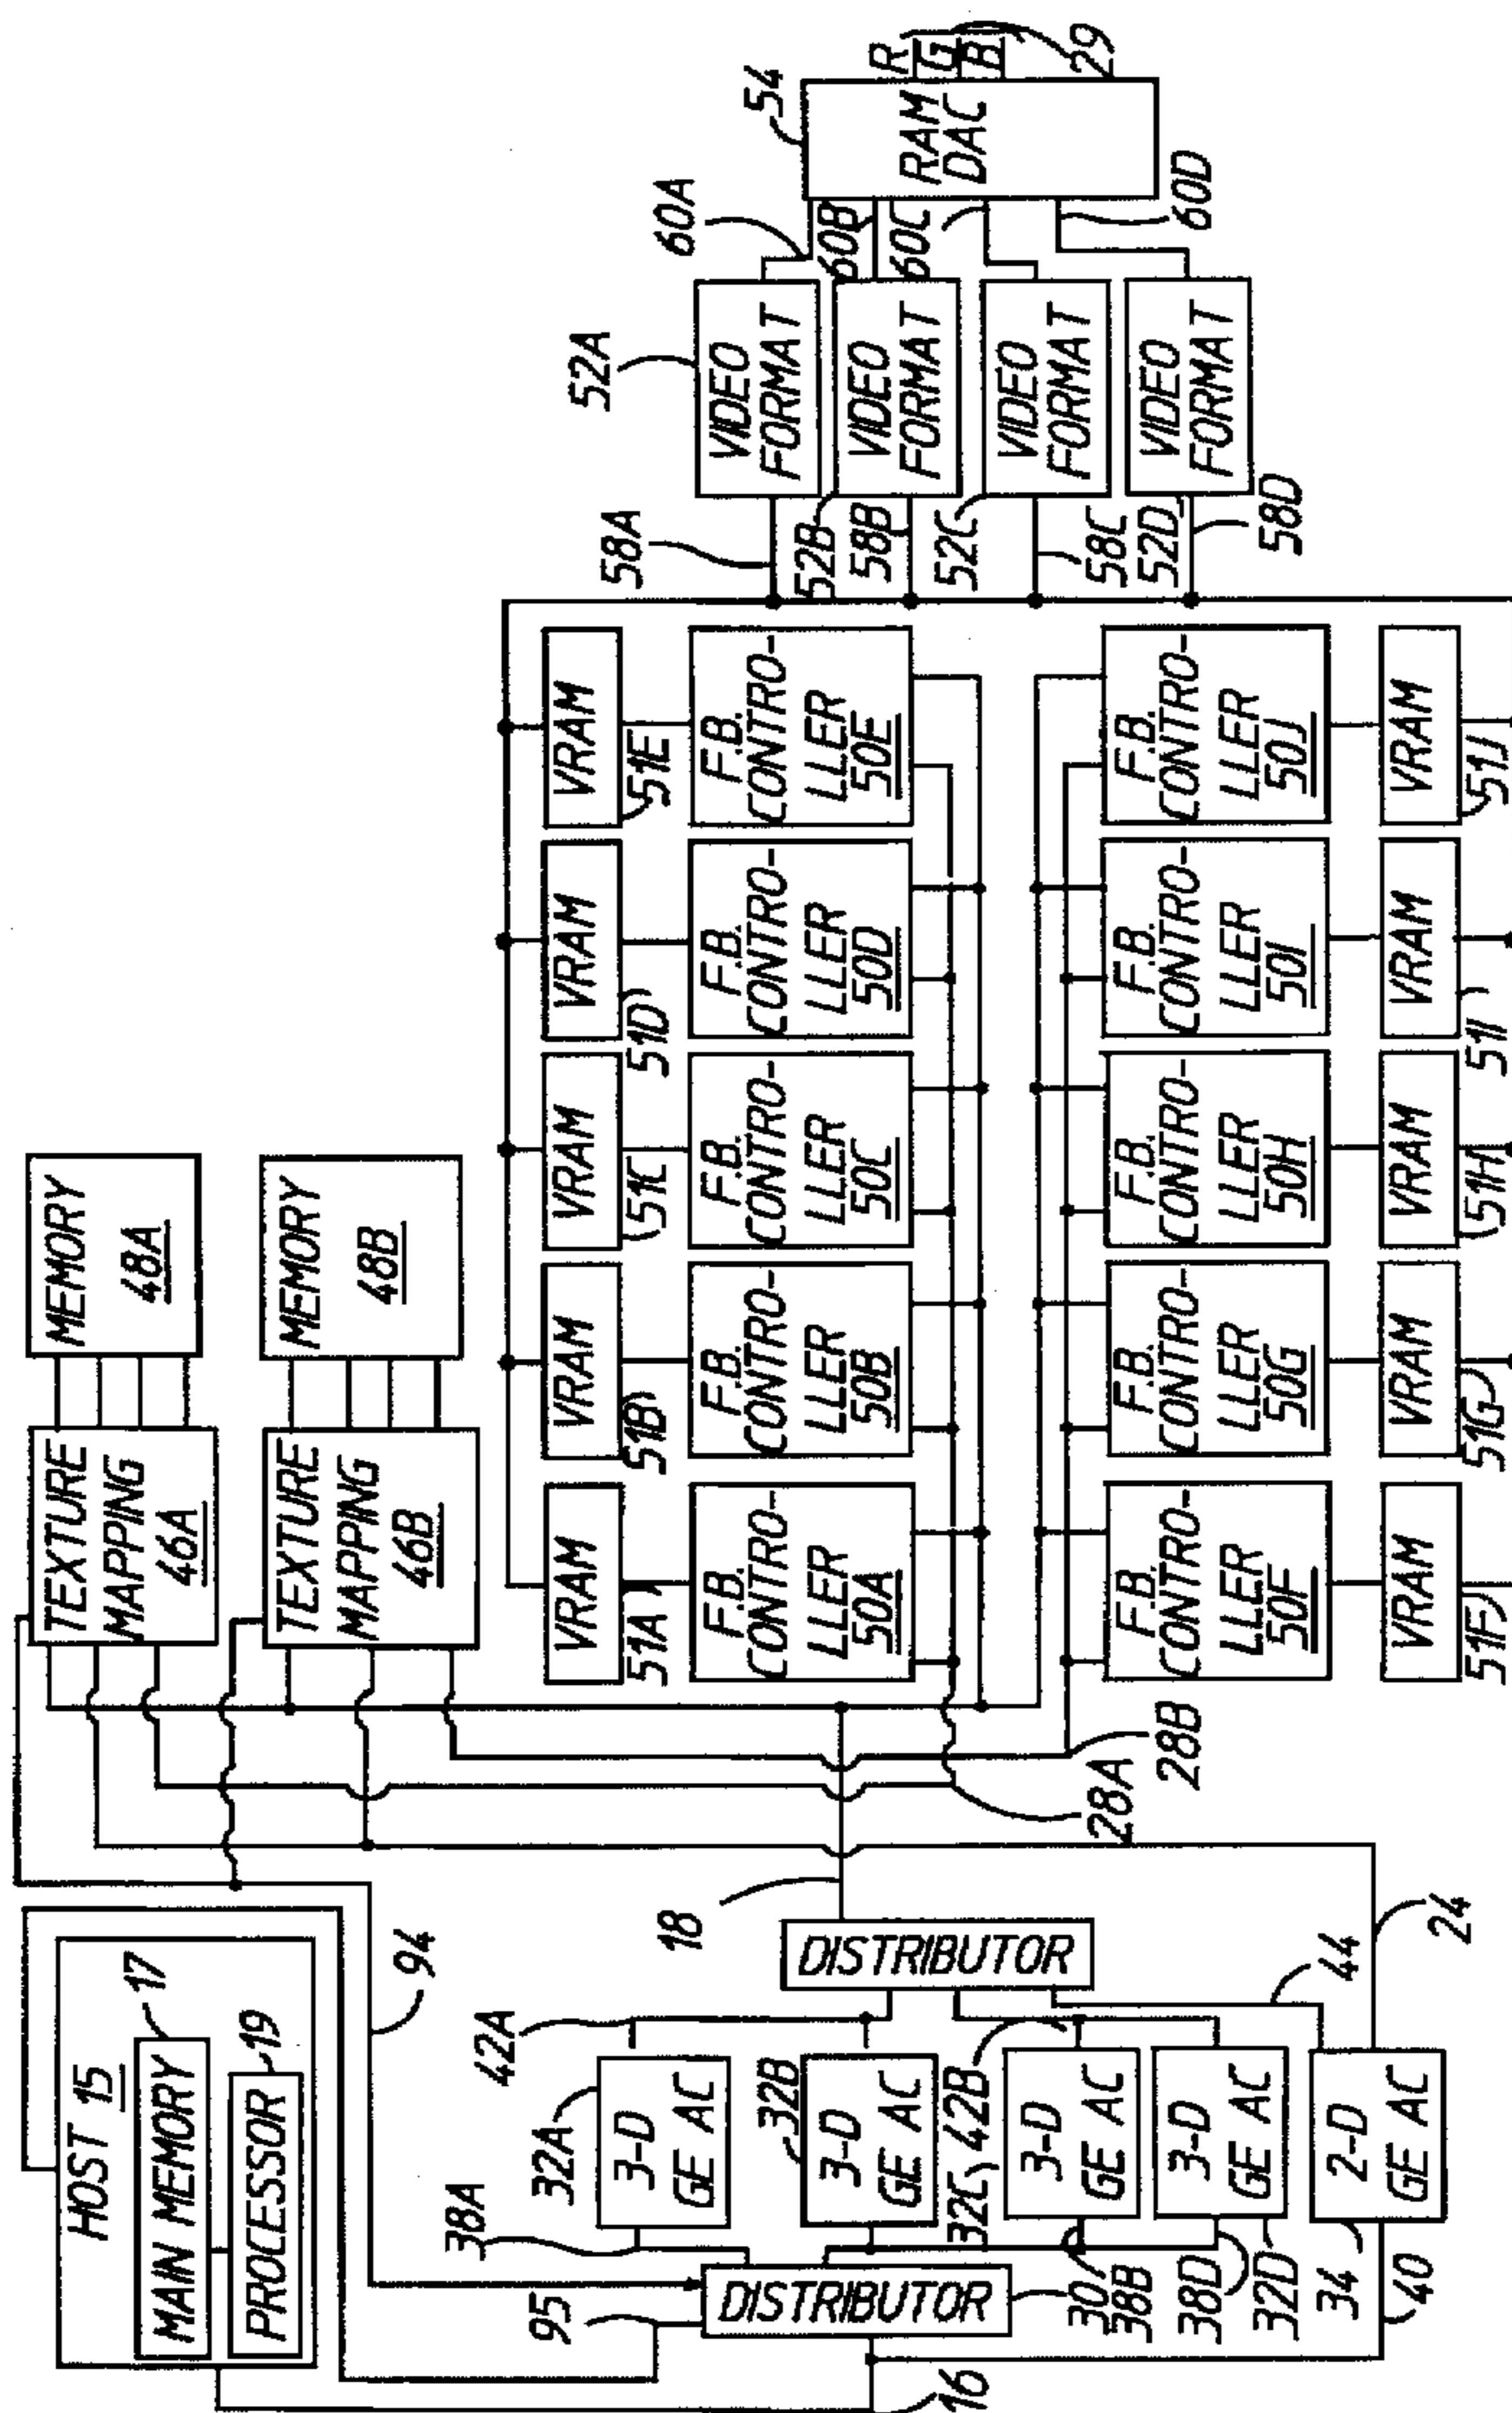 HOST 15
MAIN MEMORY
17
PROCESSOR
19
94
95
16
DISTRIBUTOR
30
38A
38B
38D
40
3-D
GE AC
32A
3-D
GE AC
32B
3-D
GE AC
32C
3-D
GE AC
32D
2-D
GE AC
34
42A
42B
44
DISTRIBUTOR
18
24
28A
28B
TEXTURE
MAPPING
46A
MEMORY
48A
TEXTURE
MAPPING
46B
MEMORY
48B
VRAM
51A
VRAM
51B
VRAM
51C
VRAM
51D
VRAM
51E
F.B.
CONTRO-
LLER
50A
F.B.
CONTRO-
LLER
50B
F.B.
CONTRO-
LLER
50C
F.B.
CONTRO-
LLER
50D
F.B.
CONTRO-
LLER
50E
F.B.
CONTRO-
LLER
50F
F.B.
CONTRO-
LLER
50G
F.B.
CONTRO-
LLER
50H
F.B.
CONTRO-
LLER
50I
F.B.
CONTRO-
LLER
50J
VRAM
51F
VRAM
51G
VRAM
51H
VRAM
51I
VRAM
51J
58A
VIDEO
FORMAT
52A
52B
58B
VIDEO
FORMAT
52C
58C
VIDEO
FORMAT
52D
58D
VIDEO
FORMAT
60A
60B
60C
60D
54
RAM
DAC
R
G
B
29